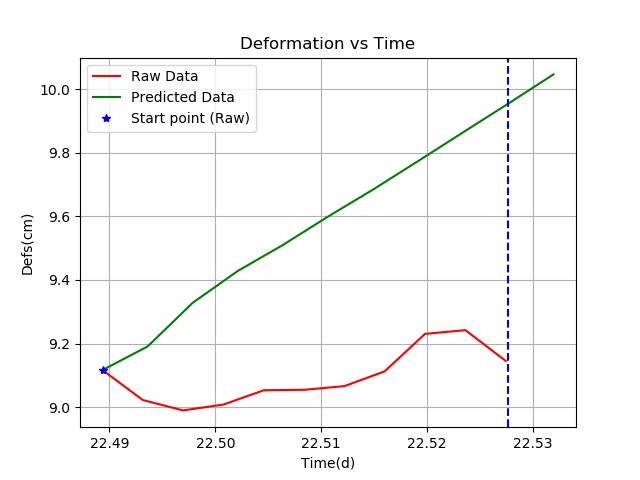 Deformation vs Time
Raw Data
Predicted Data
Start point (Raw)
10.0
9.8
9.6
9.4
9.2
9.0
Defs(cm)
22.49 22.50 22.51 22.52 22.53
Time(d)